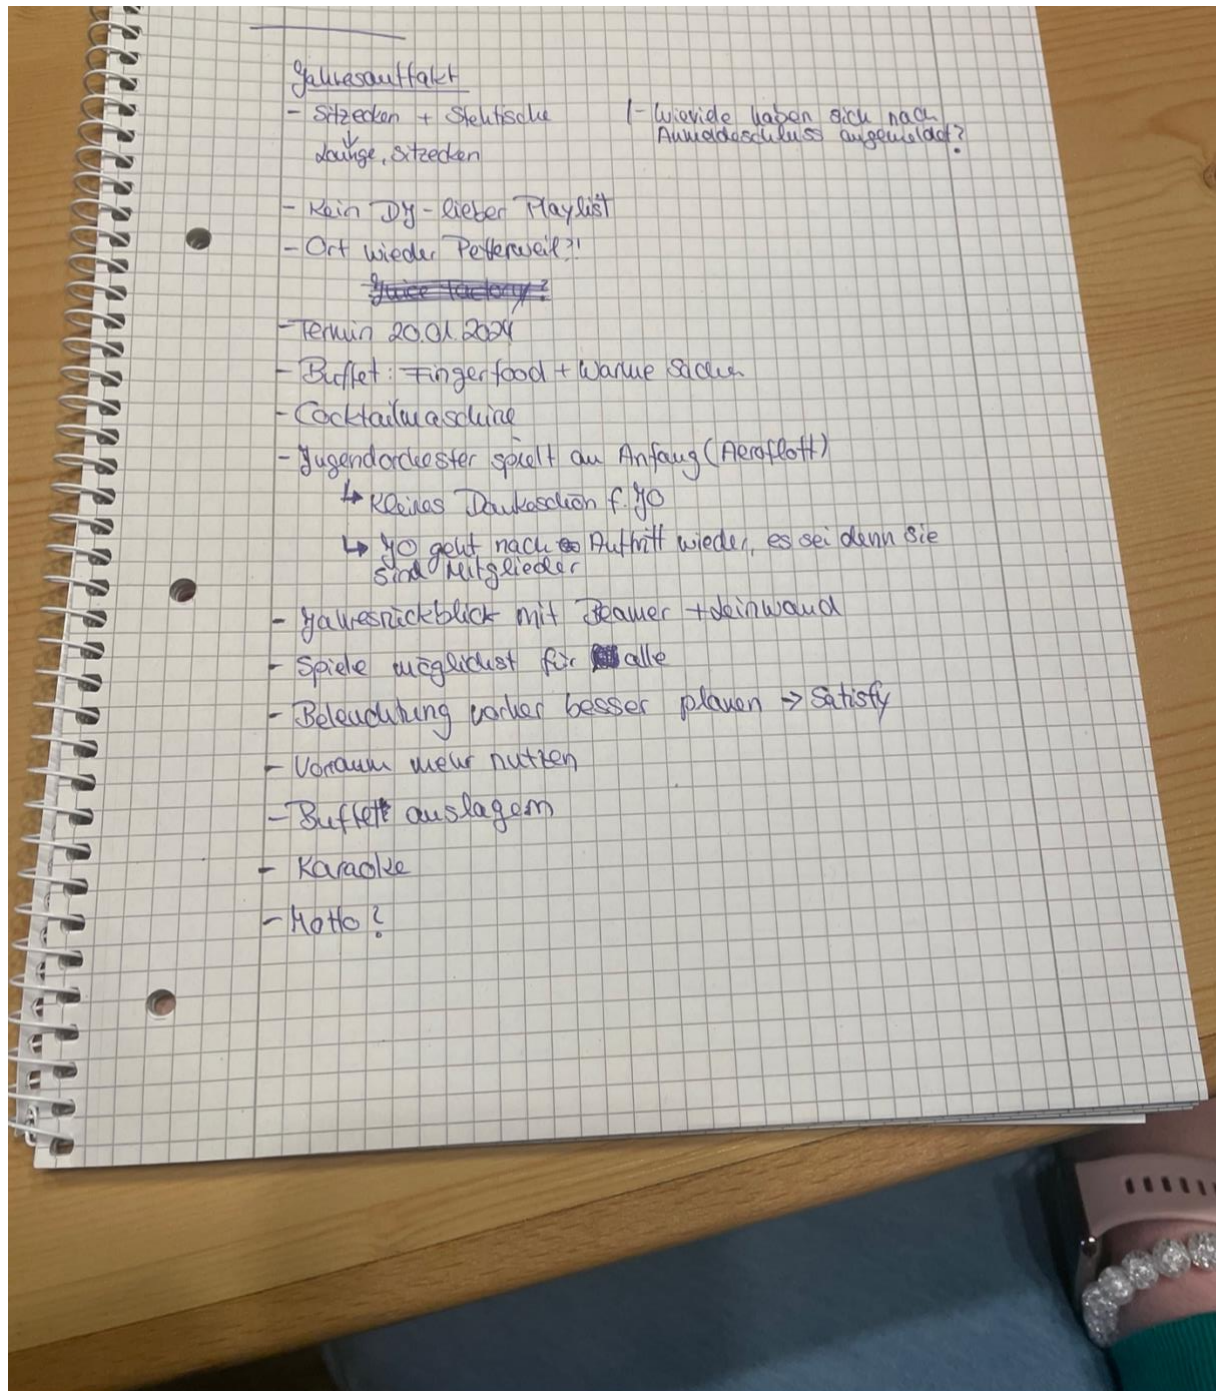 Jahresauftakt
- Sitzecken + Stehtische
↓
Lounge, Sitzecken
- Wieviele haben sich nach
Anmeldeschluss angemeldet?
- Kein DJ - lieber Playlist
- Ort wieder Petterweil?!
Juice Factory?
- Termin 20.01.2024
- Buffet: Fingerfood + Warme Sachen
- Cocktailmaschine
- Jugendorchester spielt am Anfang (Aeroflott)
↳ Kleines Dankeschön f. JO
↳ JO geht nach Auftritt wieder, es sei denn sie
sind Mitglieder
- Jahresrückblick mit Beamer + Leinwand
- Spiele möglichst für alle
- Beleuchtung vorher besser planen → Satisfy
- Vorraum mehr nutzen
- Buffett auslagern
- Karaoke
- Motto?